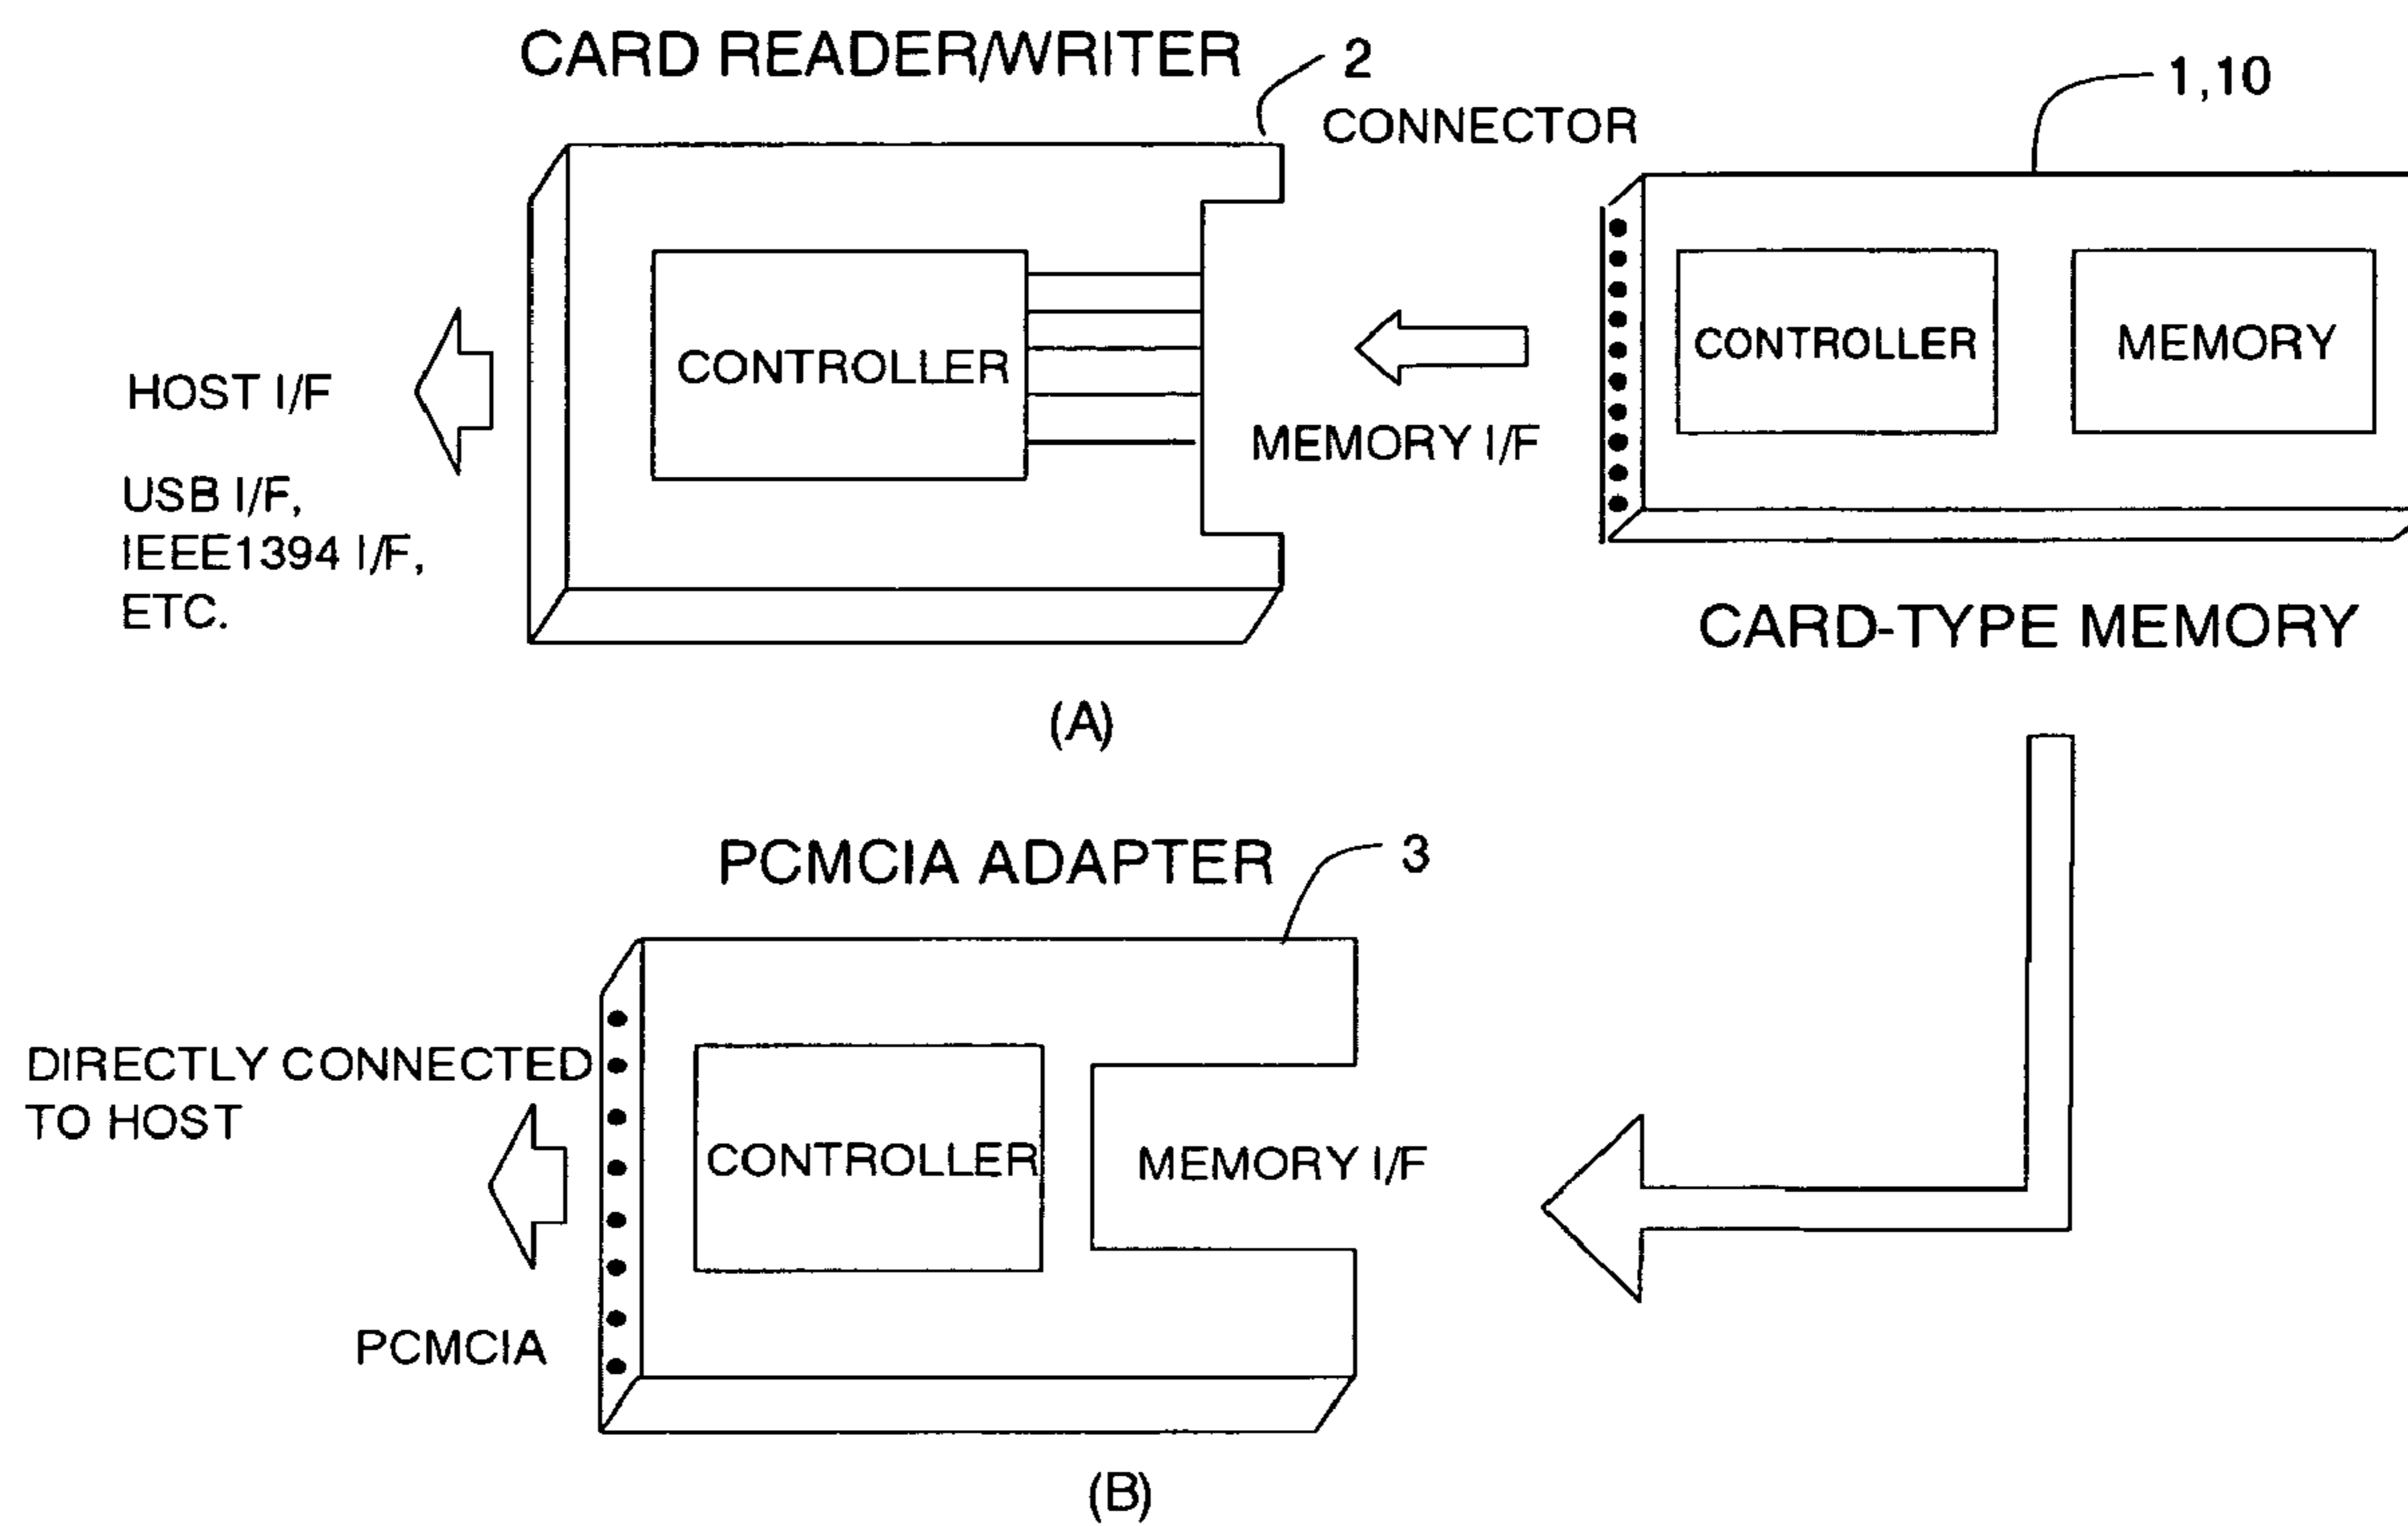 CARD READER/WRITER
2
CONNECTOR
1,10
CONTROLLER
MEMORY I/F
CONTROLLER
MEMORY
HOST I/F
USB I/F,
IEEE1394 I/F,
ETC.
CARD-TYPE MEMORY
(A)
PCMCIA ADAPTER
3
DIRECTLY CONNECTED
TO HOST
CONTROLLER
MEMORY I/F
PCMCIA
(B)